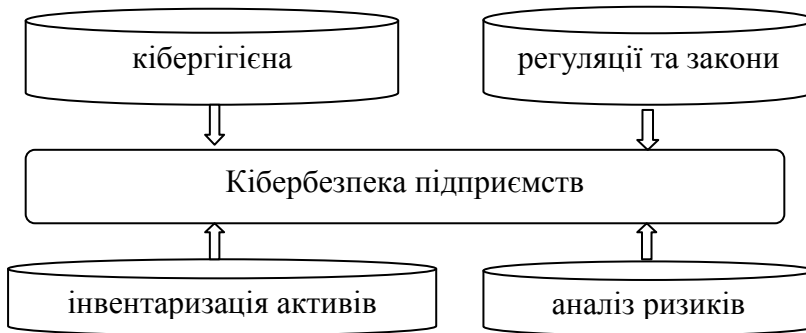 кібергігієна
регуляції та закони
Кібербезпека підприємств
інвентаризація активів
аналіз ризиків